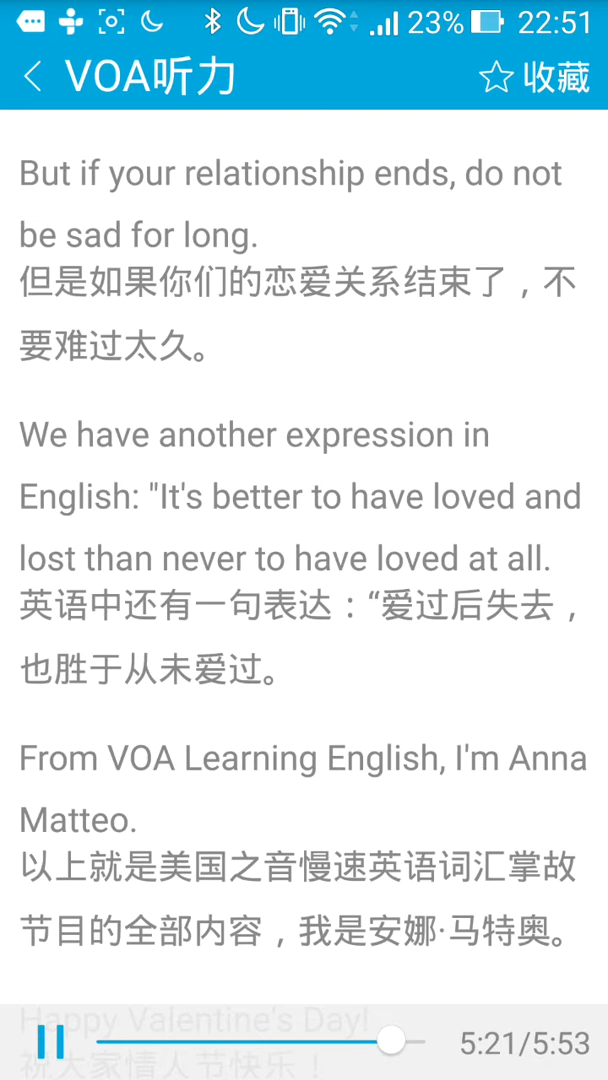 23% 22:51
VOA听力
收藏
But if your relationship ends, do not
be sad for long.
但是如果你们的恋爱关系结束了，不
要难过太久。
We have another expression in
English: "It's better to have loved and
lost than never to have loved at all.
英语中还有一句表达：“爱过后失去，
也胜于从未爱过。
From VOA Learning English, I'm Anna
Matteo.
以上就是美国之音慢速英语词汇掌故
节目的全部内容，我是安娜·马特奥。
Happy Valentine's Day!
祝大家情人节快乐！
5:21/5:53